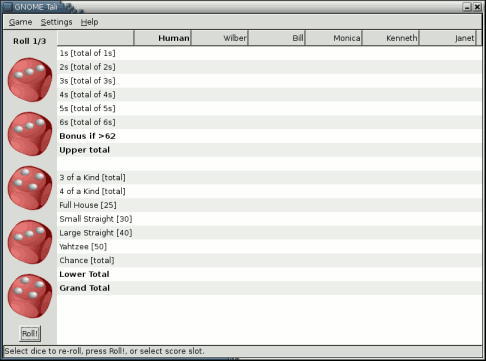 GNOME Tali
Game Settings Help
Roll 1/3
Human Wilber Bill Monica Kenneth Janet
1s [total of 1s]
2s [total of 2s]
3s [total of 3s]
4s [total of 4s]
5s [total of 5s]
6s [total of 6s]
Bonus if >62
Upper total
3 of a Kind [total]
4 of a Kind [total]
Full House [25]
Small Straight [30]
Large Straight [40]
Yahtzee [50]
Chance [total]
Lower Total
Grand Total
Roll!
Select dice to re-roll, press Roll!, or select score slot.